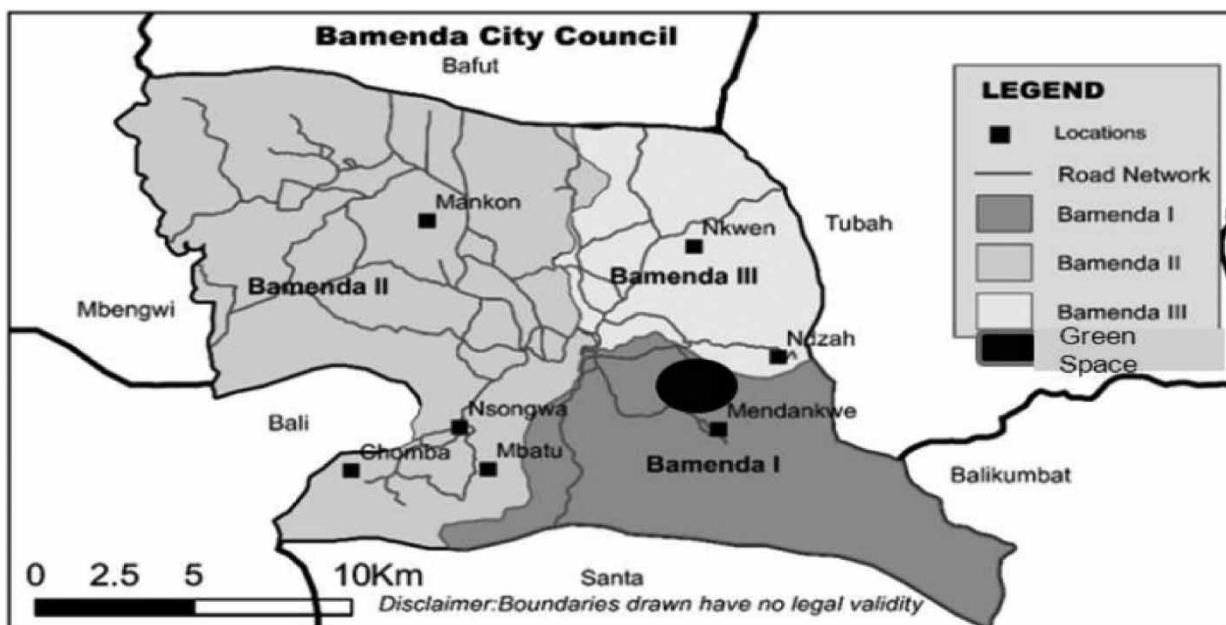 Bamenda City Council
Bafut
LEGEND
Locations
Road Network
Bamenda I
Bamenda II
Bamenda III
Green
Space
Mankon
Nkwen
Tubah
Bamenda II
Bamenda III
Mbengwi
Ndzah
Bali
Nsongwa
Mendankwe
Chomba
Mbatu
Bamenda I
Balikumbat
0 2.5 5 10Km
Santa
Disclaimer:Boundaries drawn have no legal validity